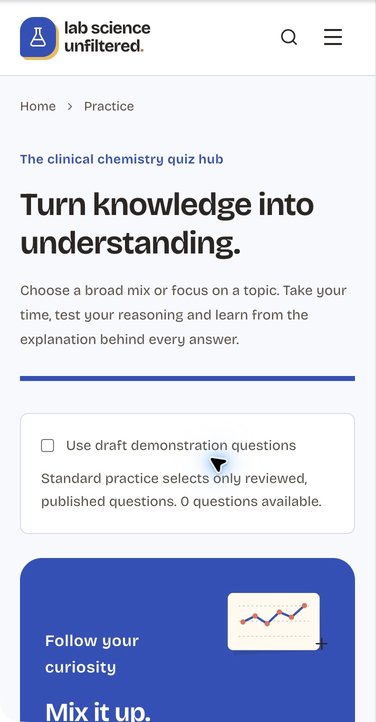 lab science
unfiltered.
Home > Practice
The clinical chemistry quiz hub
Turn knowledge into
understanding.
Choose a broad mix or focus on a topic. Take your
time, test your reasoning and learn from the
explanation behind every answer.
Use draft demonstration questions
Standard practice selects only reviewed,
published questions. 0 questions available.
Follow your
curiosity
Mix it up.